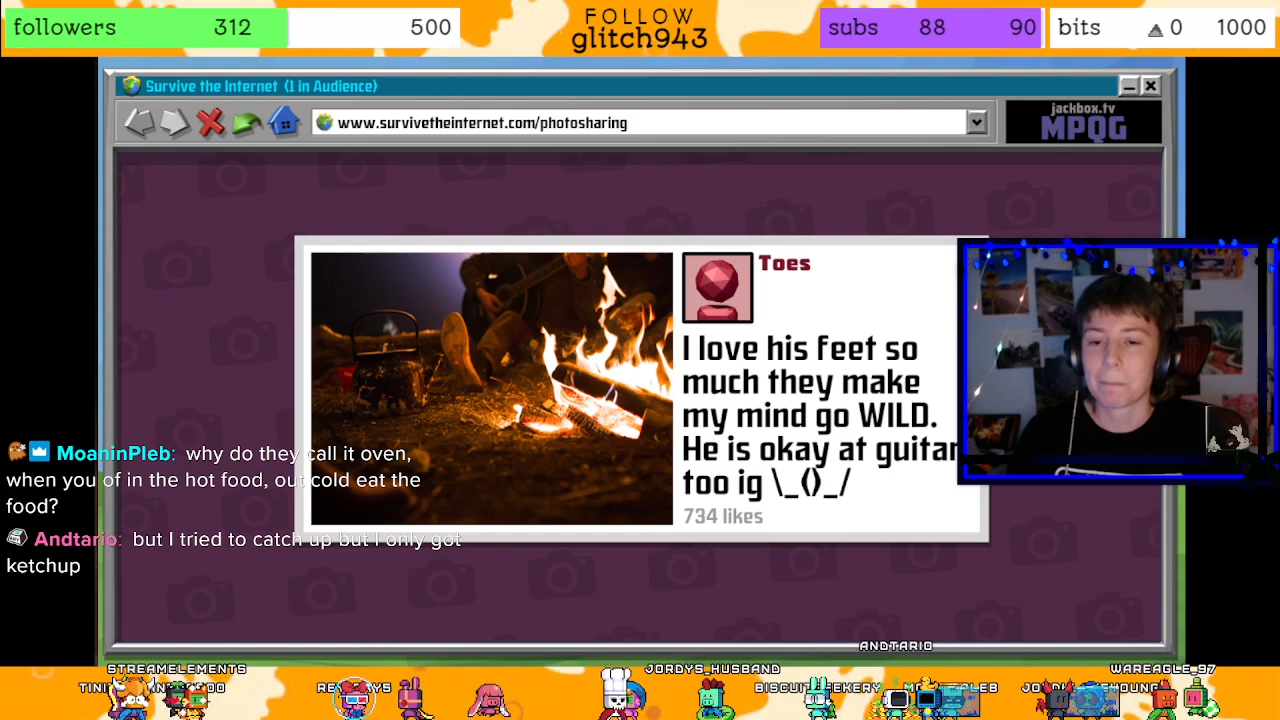 followers 312 500
FOLLOW
glitch943
subs 88 90
bits 0 1000
Survive the Internet (1 in Audience)
www.survivetheinternet.com/photosharing
jackbox.tv
MPQG
Toes
I love his feet so
much they make
my mind go WILD.
He is okay at guitar
too ig \_()_/
734 likes
MoaninPleb: why do they call it oven,
when you of in the hot food, out cold eat the
food?
Andtario: but I tried to catch up but I only got
ketchup
ANDTARIO
STREAMELEMENTS
JORDYS_HUSBAND
WAREAGLE_97